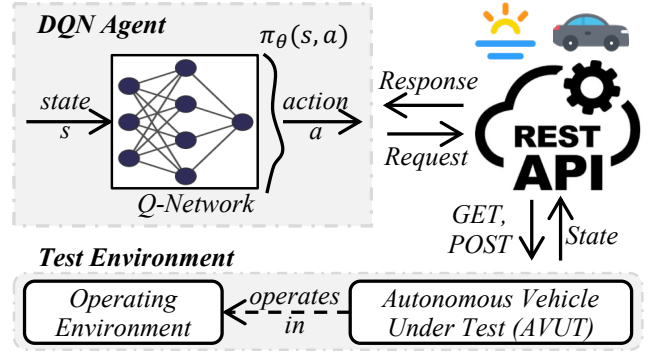 DQN Agent
π_θ(s, a)
state
s
action
a
Q-Network
Response
Request
REST
API
GET,
POST
State
Test Environment
Operating
Environment
operates
in
Autonomous Vehicle
Under Test (AVUT)